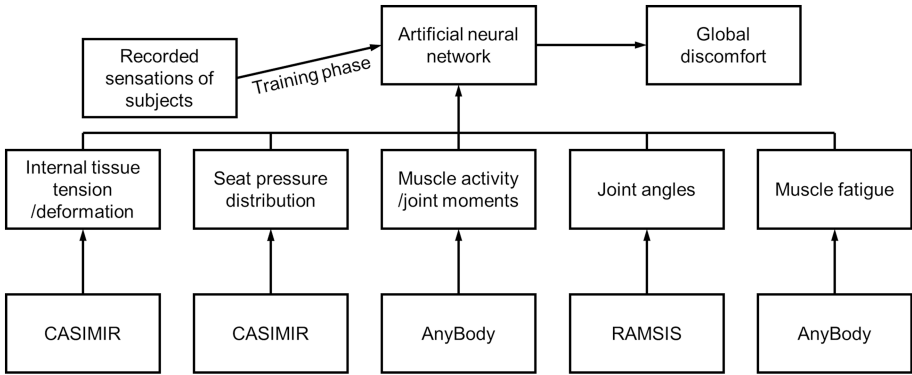 Recorded
sensations of
subjects
Training phase
Artificial neural
network
Global
discomfort
Internal tissue
tension
/deformation
Seat pressure
distribution
Muscle activity
/joint moments
Joint angles
Muscle fatigue
CASIMIR
CASIMIR
AnyBody
RAMSIS
AnyBody